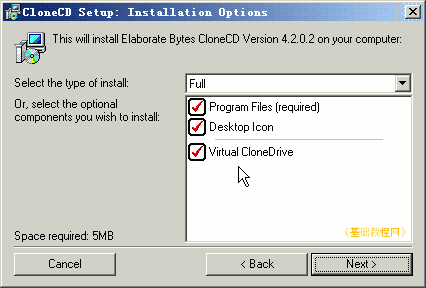 CloneCD Setup: Installation Options
This will install Elaborate Bytes CloneCD Version 4.2.0.2 on your computer:
Select the type of install:
Full
Or, select the optional
components you wish to install:
Program Files (required)
Desktop Icon
Virtual CloneDrive
Space required: 5MB
(基础教程网)
Cancel
< Back
Next >